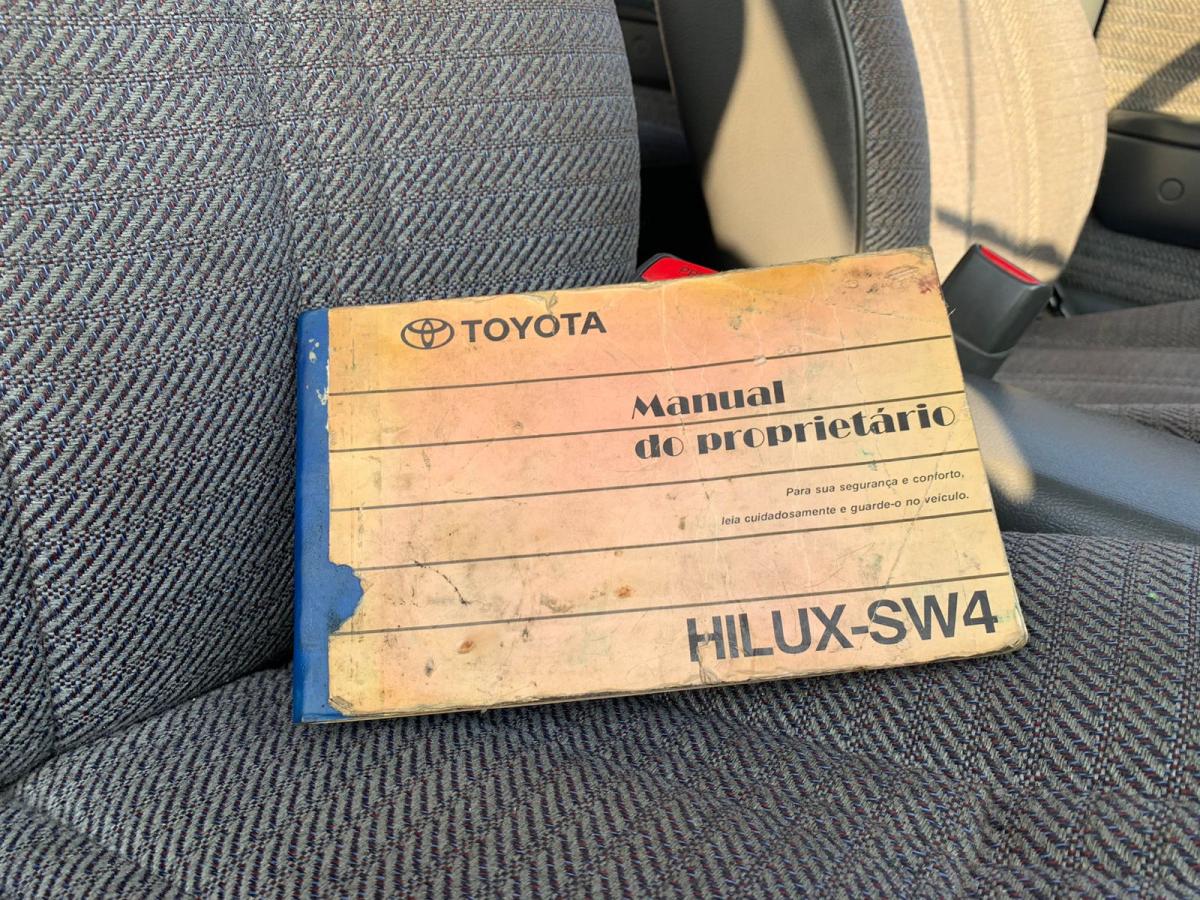 TOYOTA
Manual
do proprietário
Para sua segurança e conforto,
leia cuidadosamente e guarde-o no veículo.
HILUX-SW4